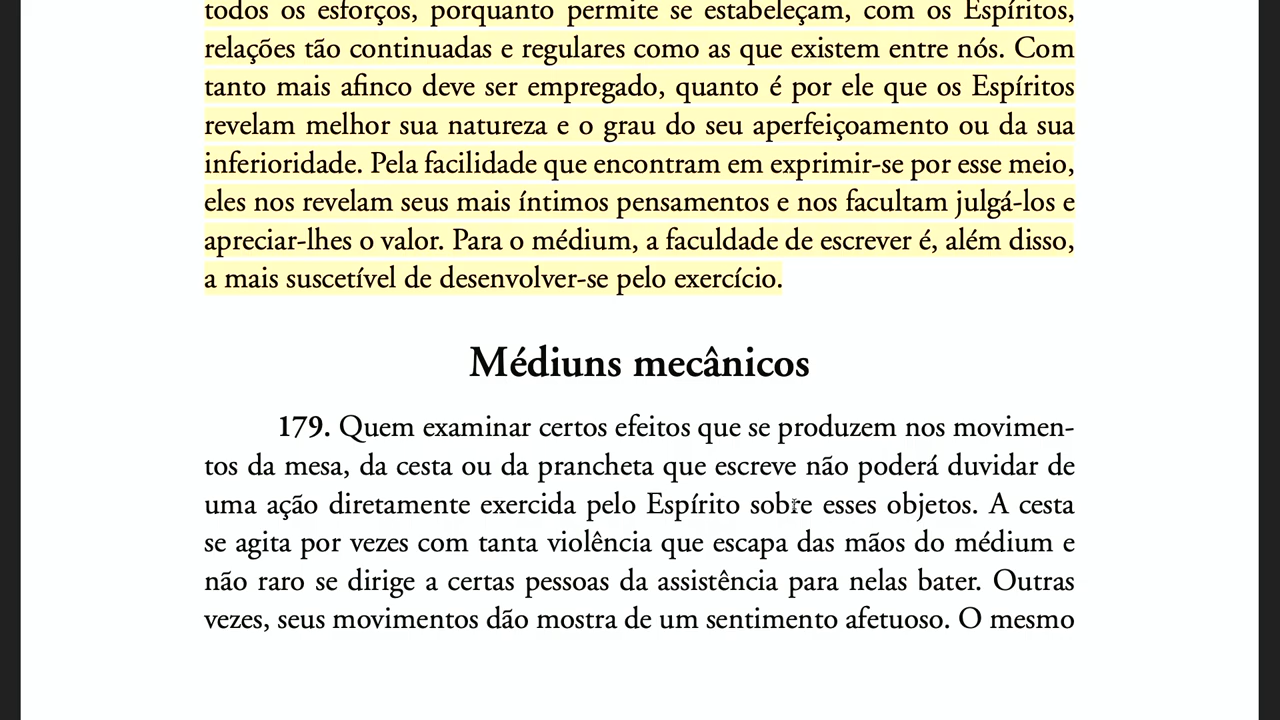 todos os esforços, porquanto permite se estabeleçam, com os Espíritos,
relações tão continuadas e regulares como as que existem entre nós. Com
tanto mais afinco deve ser empregado, quanto é por ele que os Espíritos
revelam melhor sua natureza e o grau do seu aperfeiçoamento ou da sua
inferioridade. Pela facilidade que encontram em exprimir-se por esse meio,
eles nos revelam seus mais íntimos pensamentos e nos facultam julgá-los e
apreciar-lhes o valor. Para o médium, a faculdade de escrever é, além disso,
a mais suscetível de desenvolver-se pelo exercício.
Médiuns mecânicos
179. Quem examinar certos efeitos que se produzem nos movimen-
tos da mesa, da cesta ou da prancheta que escreve não poderá duvidar de
uma ação diretamente exercida pelo Espírito sobre esses objetos. A cesta
se agita por vezes com tanta violência que escapa das mãos do médium e
não raro se dirige a certas pessoas da assistência para nelas bater. Outras
vezes, seus movimentos dão mostra de um sentimento afetuoso. O mesmo